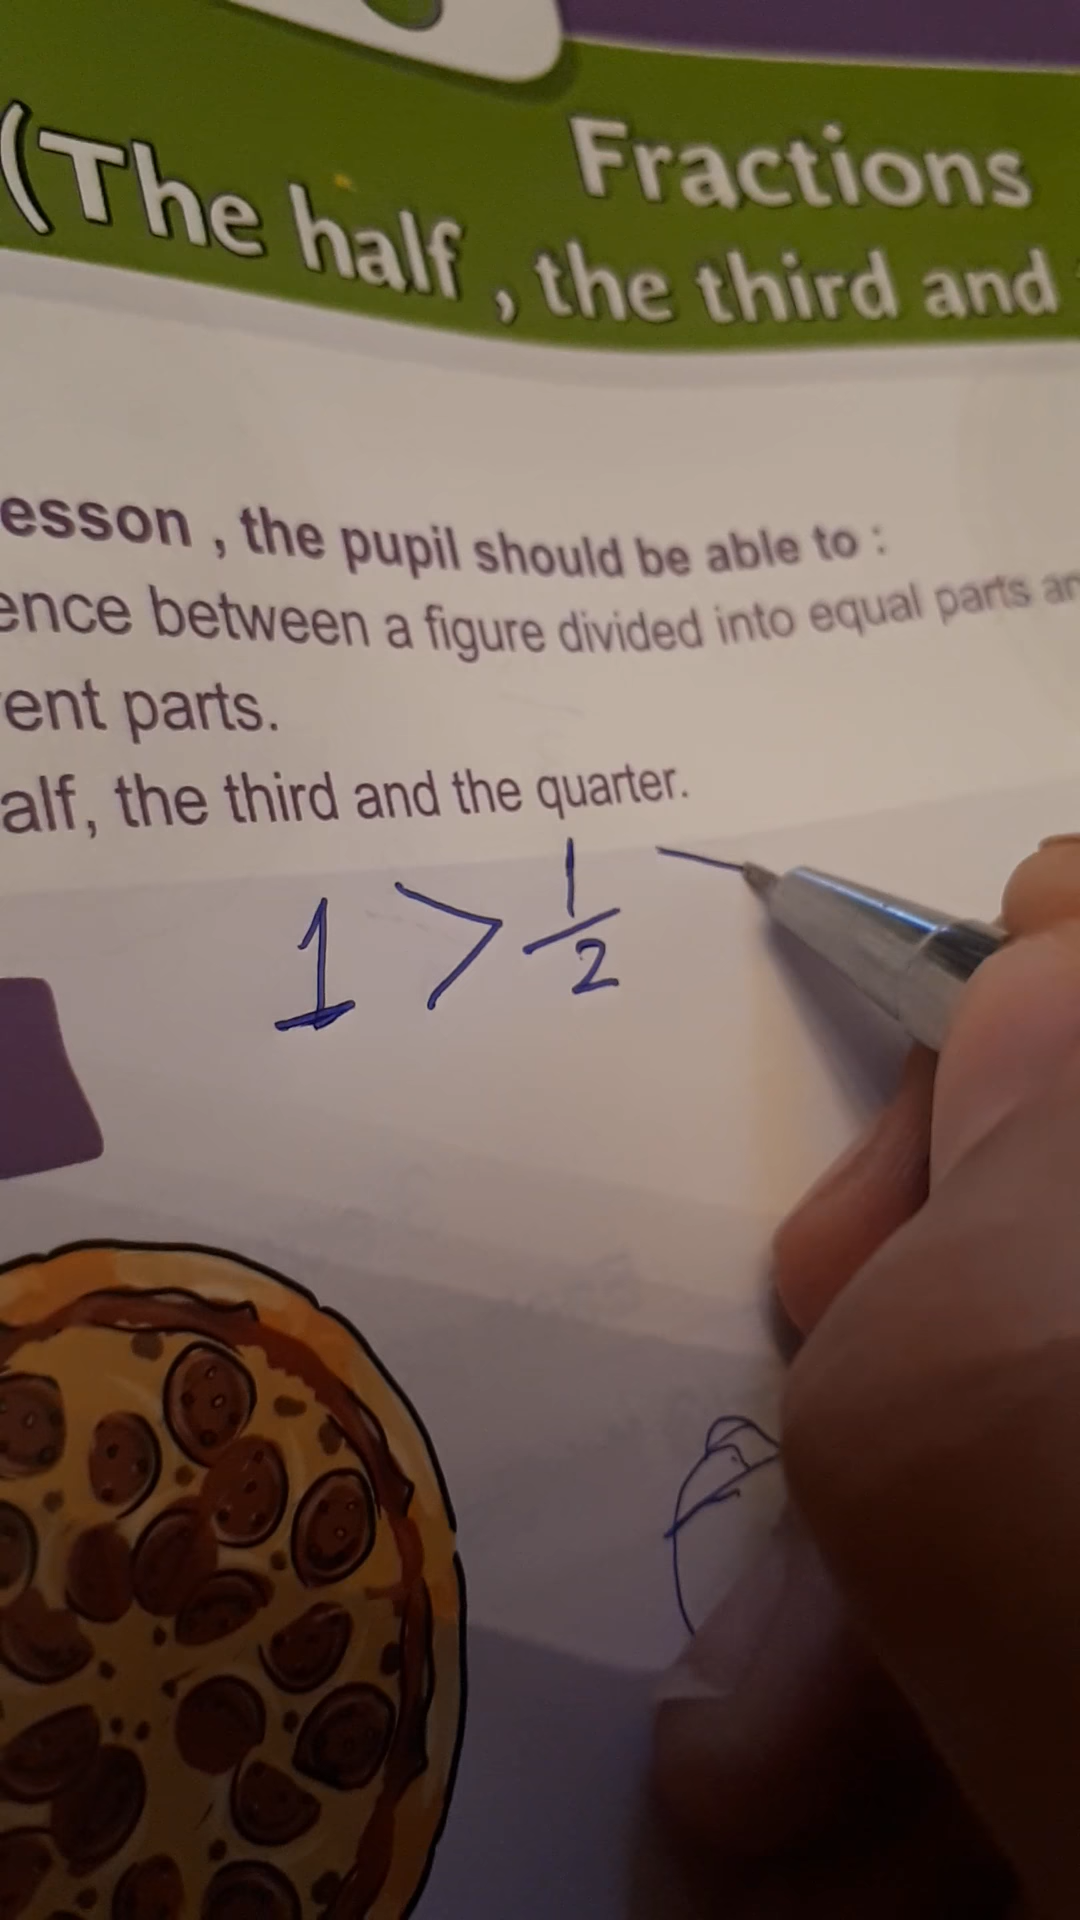 Fractions
(The half, the third and
esson, the pupil should be able to :
ence between a figure divided into equal parts
ent parts.
alf, the third and the quarter.
1 > 1/2